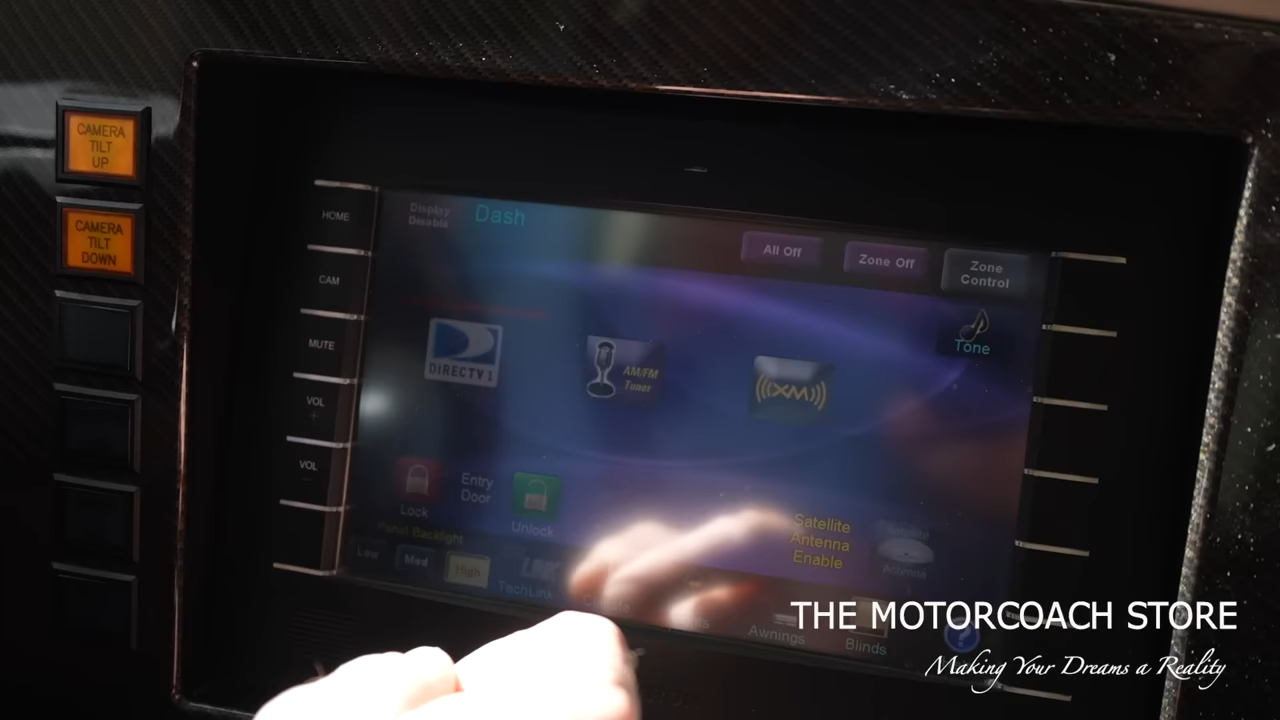 CAMERA
TILT
UP
CAMERA
TILT
DOWN
HOME
CAM
MUTE
VOL
+
VOL
-
Display
Disable
Dash
All Off
Zone Off
Zone
Control
Tone
DIRECTV 1
AM/FM
Tuner
((XM))
Lock
Entry
Door
Unlock
Panel Backlight
Low
Med
High
TechLink
Satellite
Antenna
Enable
Satellite
Antenna
Awnings
Blinds
?
THE MOTORCOACH STORE
Making Your Dreams a Reality